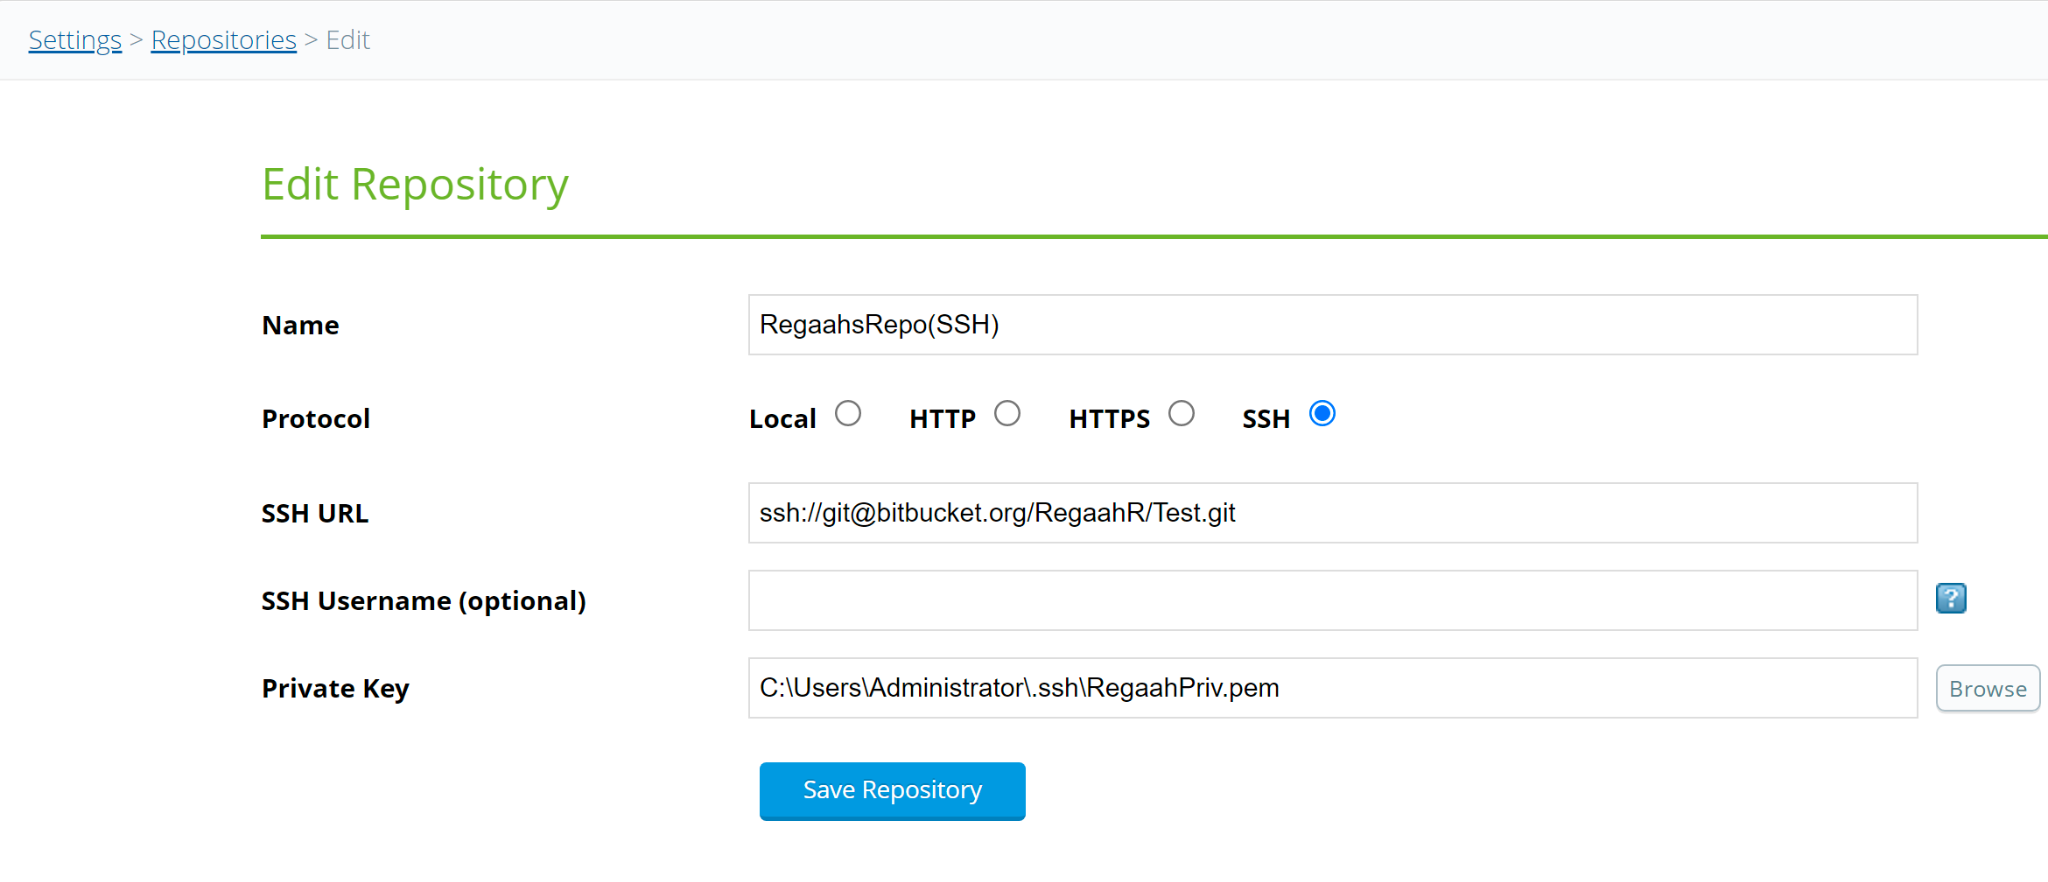 Settings > Repositories > Edit
Edit Repository
Name RegaahsRepo(SSH)
Protocol Local HTTP HTTPS SSH
SSH URL ssh://git@bitbucket.org/RegaahR/Test.git
SSH Username (optional) ?
Private Key C:\Users\Administrator\.ssh\RegaahPriv.pem Browse
Save Repository